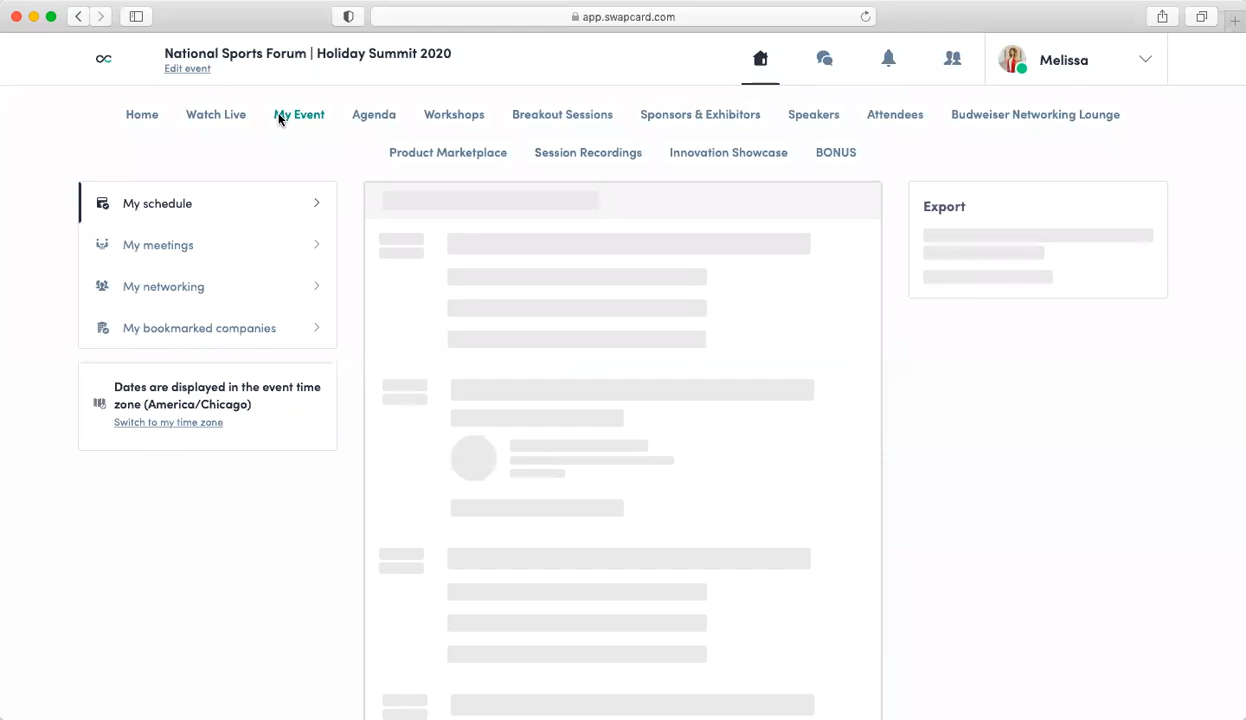 app.swapcard.com
National Sports Forum | Holiday Summit 2020
Edit event
Melissa
Home
Watch Live
My Event
Agenda
Workshops
Breakout Sessions
Sponsors & Exhibitors
Speakers
Attendees
Budweiser Networking Lounge
Product Marketplace
Session Recordings
Innovation Showcase
BONUS
My schedule
My meetings
My networking
My bookmarked companies
Dates are displayed in the event time
zone (America/Chicago)
Switch to my time zone
Export